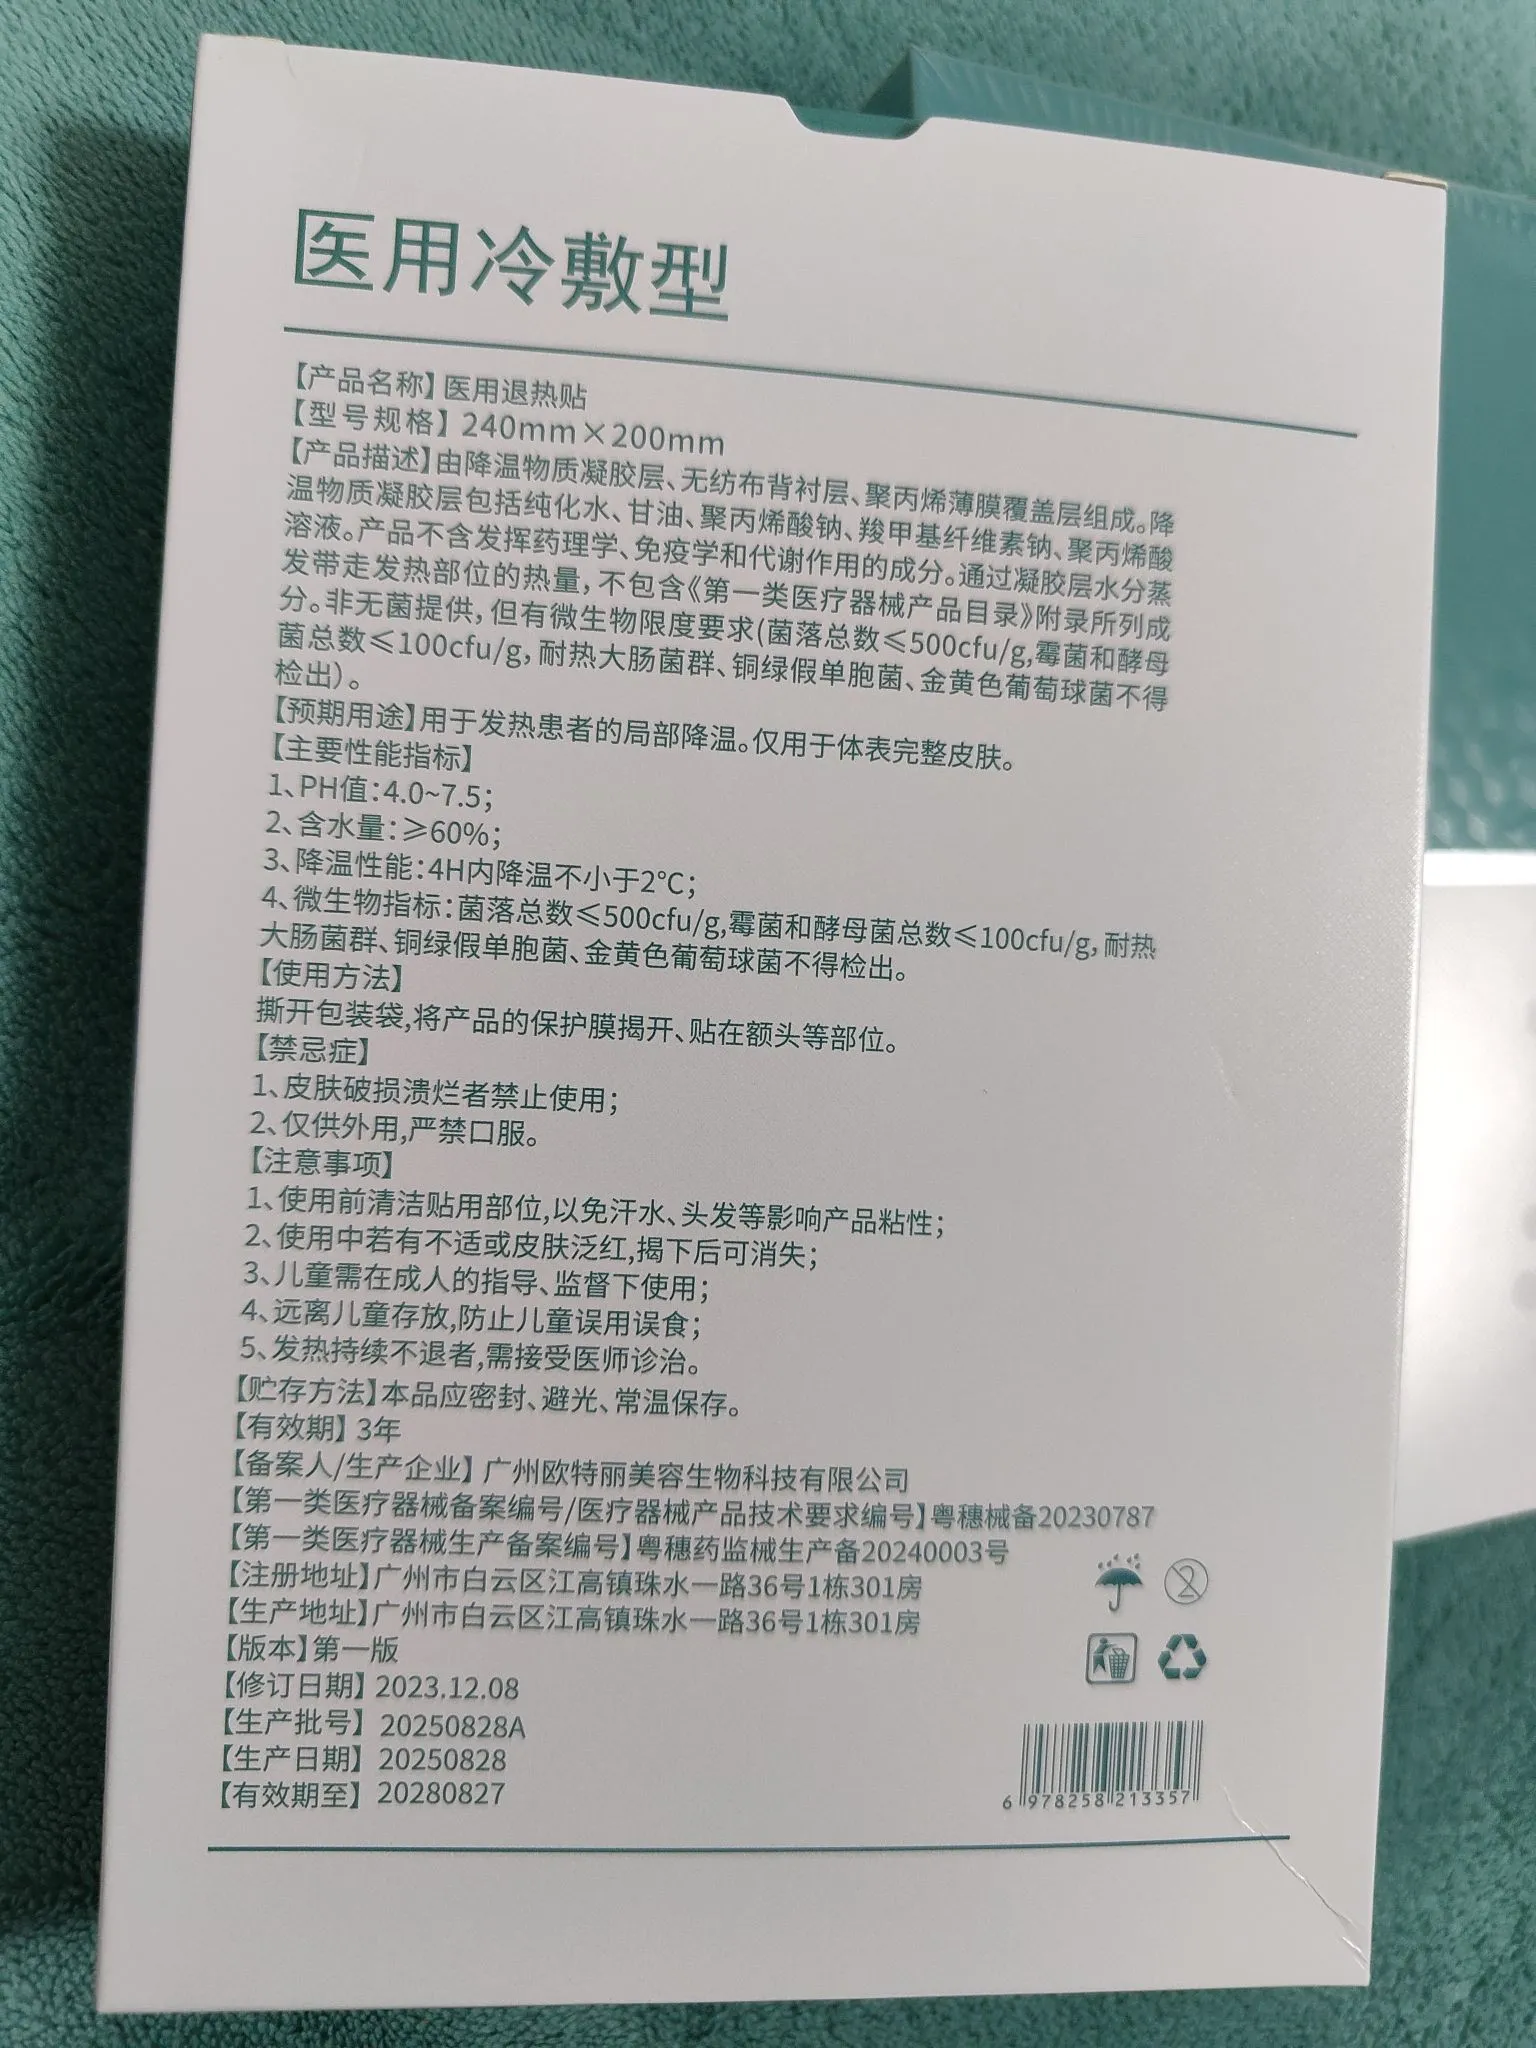 医用冷敷型
【产品名称】医用退热贴
【型号规格】240mm×200mm
【产品描述】由降温物质凝胶层、无纺布背衬层、聚丙烯薄膜覆盖层组成。降
温物质凝胶层包括纯化水、甘油、聚丙烯酸钠、羧甲基纤维素钠、聚丙烯酸
溶液。产品不含发挥药理学、免疫学和代谢作用的成分。通过凝胶层水分蒸
发带走发热部位的热量，不包含《第一类医疗器械产品目录》附录所列成
分。非无菌提供，但有微生物限度要求(菌落总数≤500cfu/g,霉菌和酵母
菌总数≤100cfu/g，耐热大肠菌群、铜绿假单胞菌、金黄色葡萄球菌不得
检出)。
【预期用途】用于发热患者的局部降温。仅用于体表完整皮肤。
【主要性能指标】
1、PH值：4.0~7.5；
2、含水量：≥60%；
3、降温性能：4H内降温不小于2℃；
4、微生物指标：菌落总数≤500cfu/g,霉菌和酵母菌总数≤100cfu/g，耐热
大肠菌群、铜绿假单胞菌、金黄色葡萄球菌不得检出。
【使用方法】
撕开包装袋,将产品的保护膜揭开、贴在额头等部位。
【禁忌症】
1、皮肤破损溃烂者禁止使用；
2、仅供外用,严禁口服。
【注意事项】
1、使用前清洁贴用部位,以免汗水、头发等影响产品粘性；
2、使用中若有不适或皮肤泛红,揭下后可消失；
3、儿童需在成人的指导、监督下使用；
4、远离儿童存放,防止儿童误用误食；
5、发热持续不退者,需接受医师诊治。
【贮存方法】本品应密封、避光、常温保存。
【有效期】3年
【备案人/生产企业】广州欧特丽美容生物科技有限公司
【第一类医疗器械备案编号/医疗器械产品技术要求编号】粤穗械备20230787
【第一类医疗器械生产备案编号】粤穗药监械生产备20240003号
【注册地址】广州市白云区江高镇珠水一路36号1栋301房
【生产地址】广州市白云区江高镇珠水一路36号1栋301房
【版本】第一版
【修订日期】2023.12.08
【生产批号】20250828A
【生产日期】20250828
【有效期至】20280827
6 978258 213357